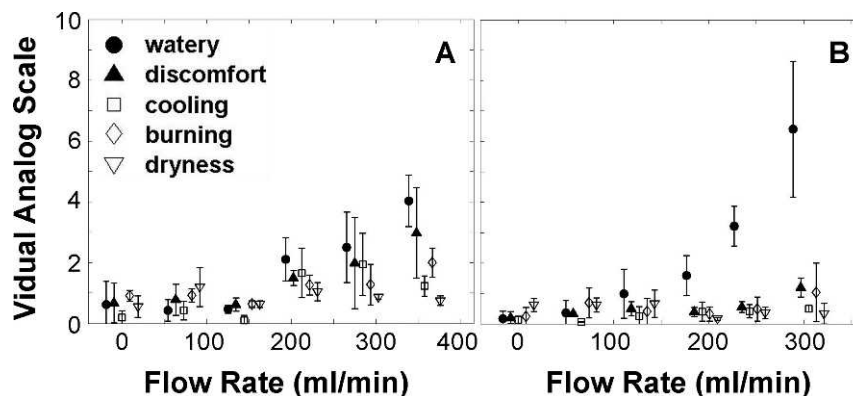 Vidual Analog Scale
10
8
6
4
2
0
watery
discomfort
cooling
burning
dryness
A
B
0 100 200 300 400
0 100 200 300
Flow Rate (ml/min)
Flow Rate (ml/min)